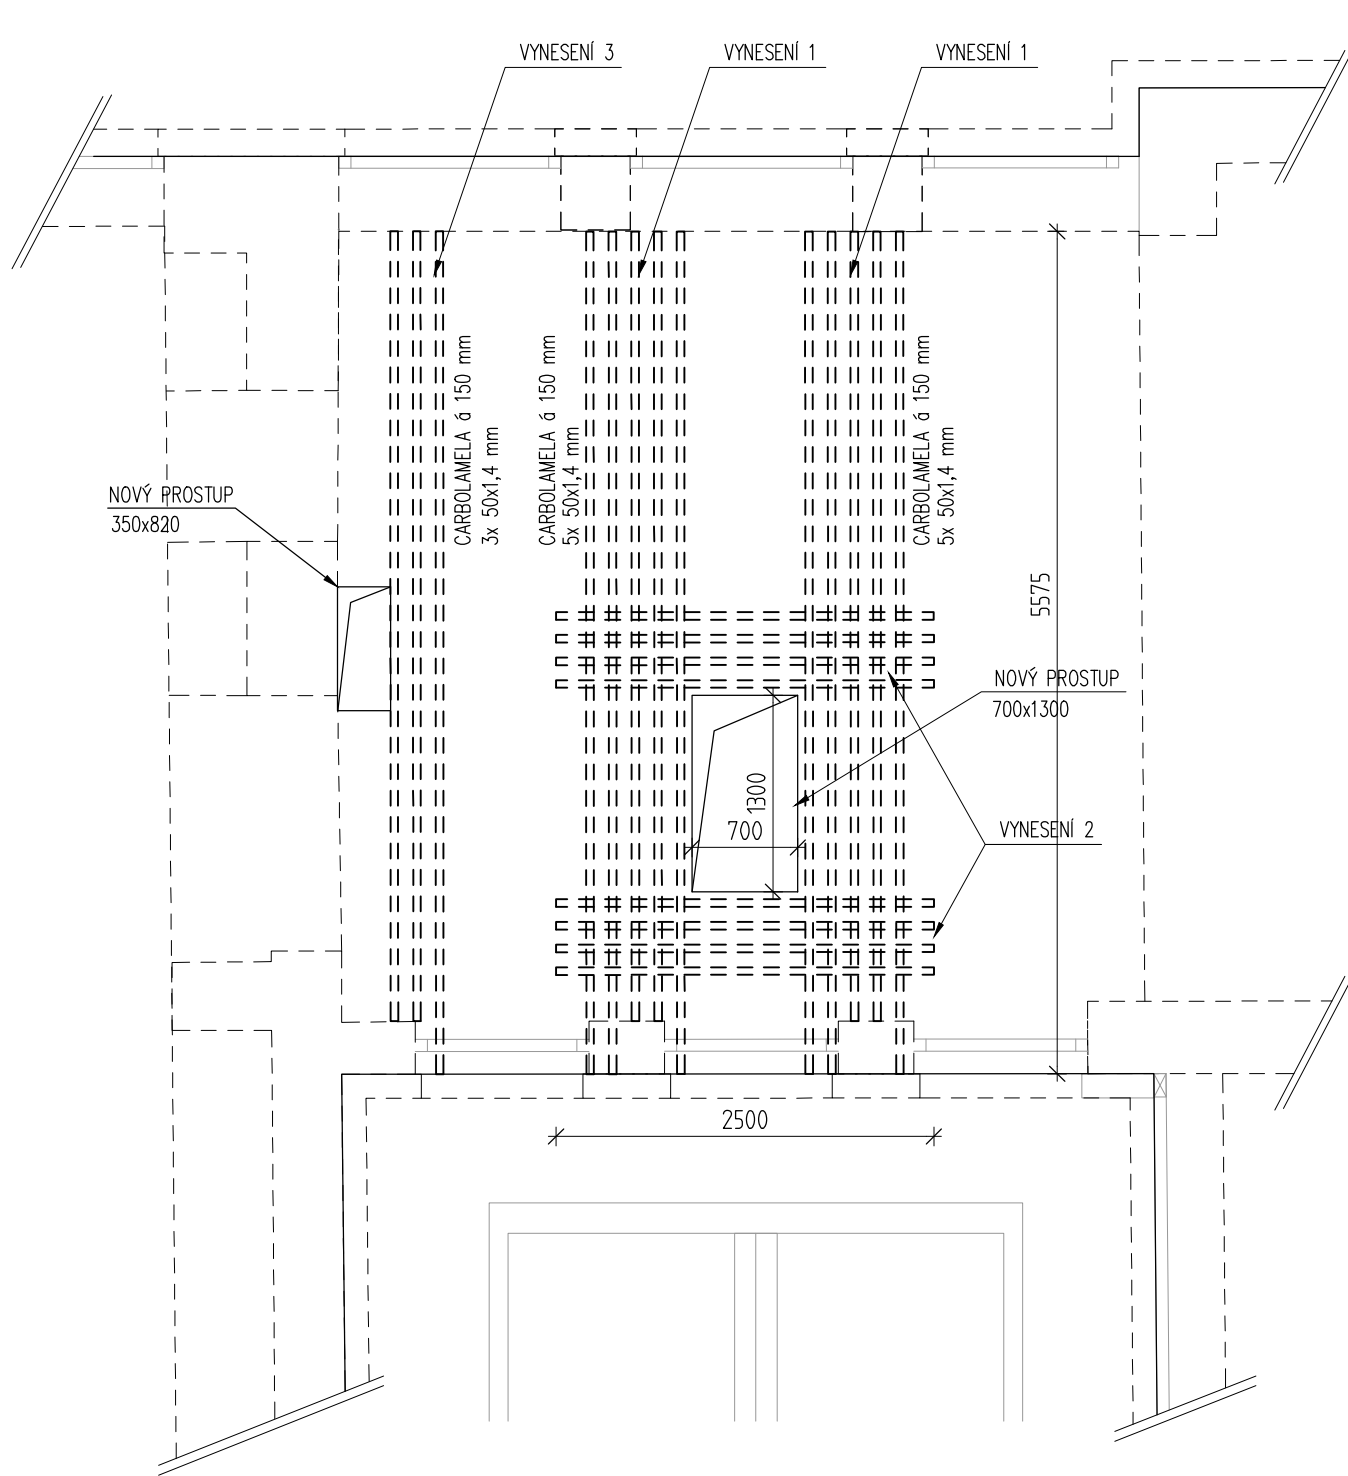 VYNESENÍ 3
VYNESENÍ 1
VYNESENÍ 1
CARBOLAMELA á 150 mm
3x 50x1,4 mm
CARBOLAMELA á 150 mm
5x 50x1,4 mm
CARBOLAMELA á 150 mm
5x 50x1,4 mm
NOVÝ PROSTUP
350x820
5575
NOVÝ PROSTUP
700x1300
1300
700
VYNESENÍ 2
2500